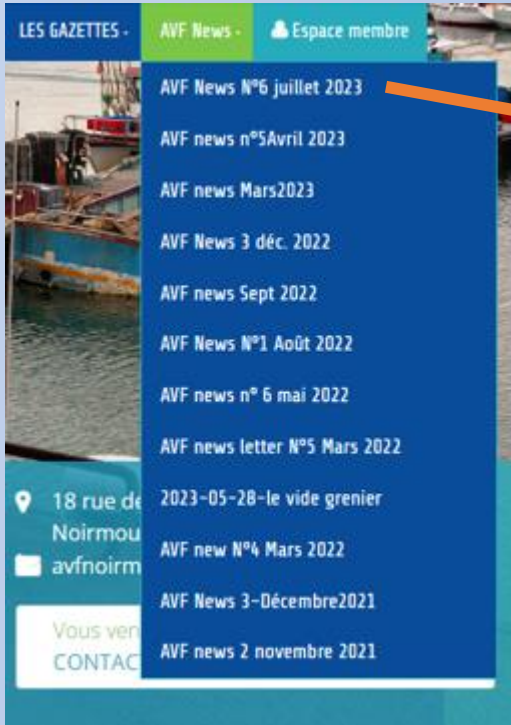 LES GAZETTES - AVF News - Espace membre
AVF News N°6 juillet 2023
AVF news n°5Avril 2023
AVF news Mars2023
AVF News 3 déc. 2022
AVF news Sept 2022
AVF News N°1 Août 2022
AVF news n° 6 mai 2022
AVF news letter N°5 Mars 2022
18 rue de
2023-05-28-le vide grenier
Noirmou
AVF new N°4 Mars 2022
avfnoirm
AVF News 3-Décembre2021
Vous ven
AVF news 2 novembre 2021
CONTAC